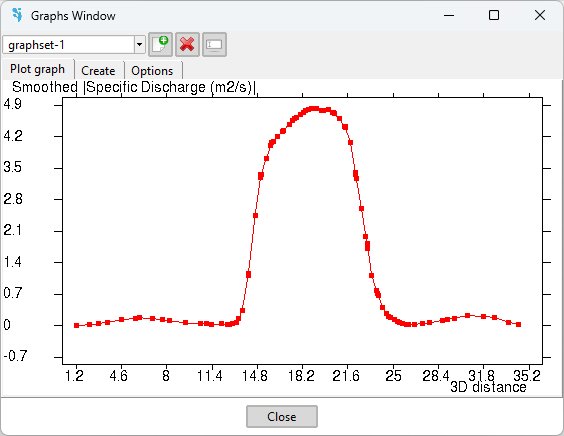 Graphs Window
graphset-1
Plot graph Create Options
Smoothed |Specific Discharge (m2/s)|
4.9
4.2
3.5
2.8
2.1
1.4
0.7
0
-0.7
1.2 4.6 8 11.4 14.8 18.2 21.6 25 28.4 31.8 35.2
3D distance
Close